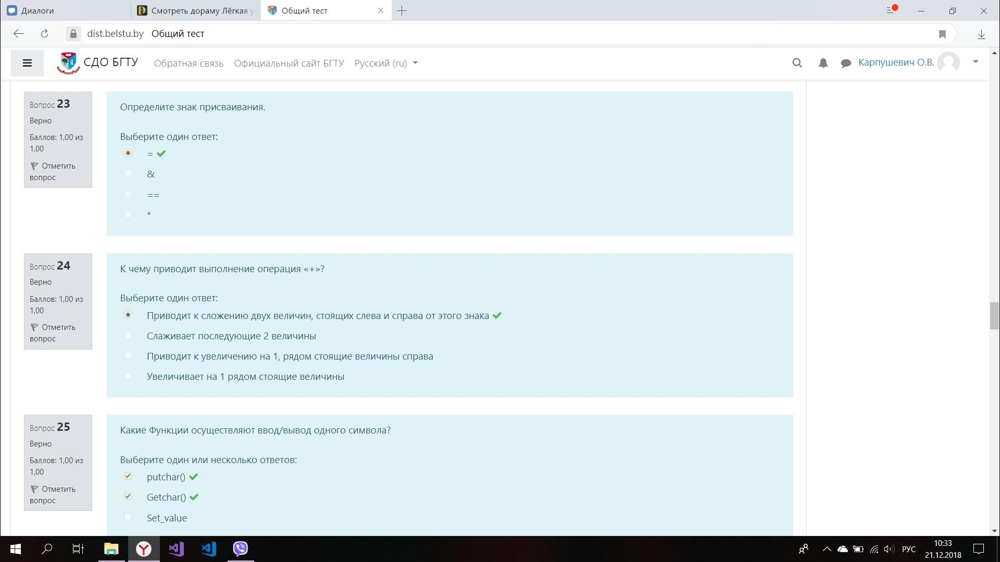 Диалоги
Смотреть дораму Лёгкая у
Общий тест
dist.belstu.by Общий тест
СДО БГТУ
Обратная связь
Официальный сайт БГТУ
Русский (ru)
Карпушевич О.В.
Вопрос 23
Верно
Баллов: 1,00 из
1,00
Отметить
вопрос
Определите знак присваивания.
Выберите один ответ:
=
&
==
*
Вопрос 24
Верно
Баллов: 1,00 из
1,00
Отметить
вопрос
К чему приводит выполнение операция «+»?
Выберите один ответ:
Приводит к сложению двух величин, стоящих слева и справа от этого знака
Слаживает последующие 2 величины
Приводит к увеличению на 1, рядом стоящие величины справа
Увеличивает на 1 рядом стоящие величины
Вопрос 25
Верно
Баллов: 1,00 из
1,00
Отметить
вопрос
Какие Функции осуществляют ввод/вывод одного символа?
Выберите один или несколько ответов:
putchar()
Getchar()
Set_value
РУС
10:33
21.12.2018